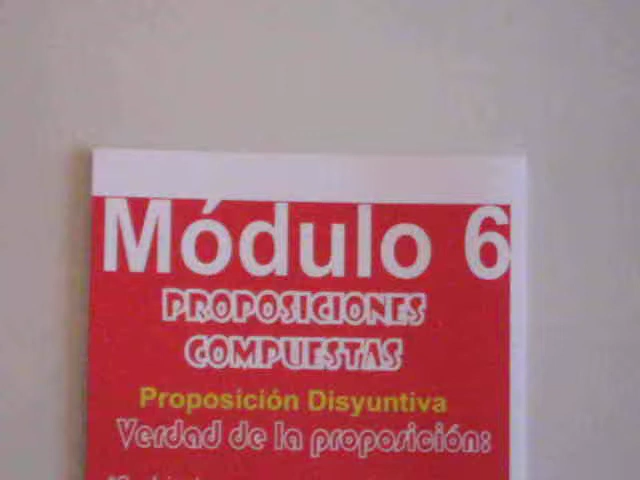 Módulo 6
PROPOSICIONES
COMPUESTAS
Proposición Disyuntiva
Verdad de la proposición: